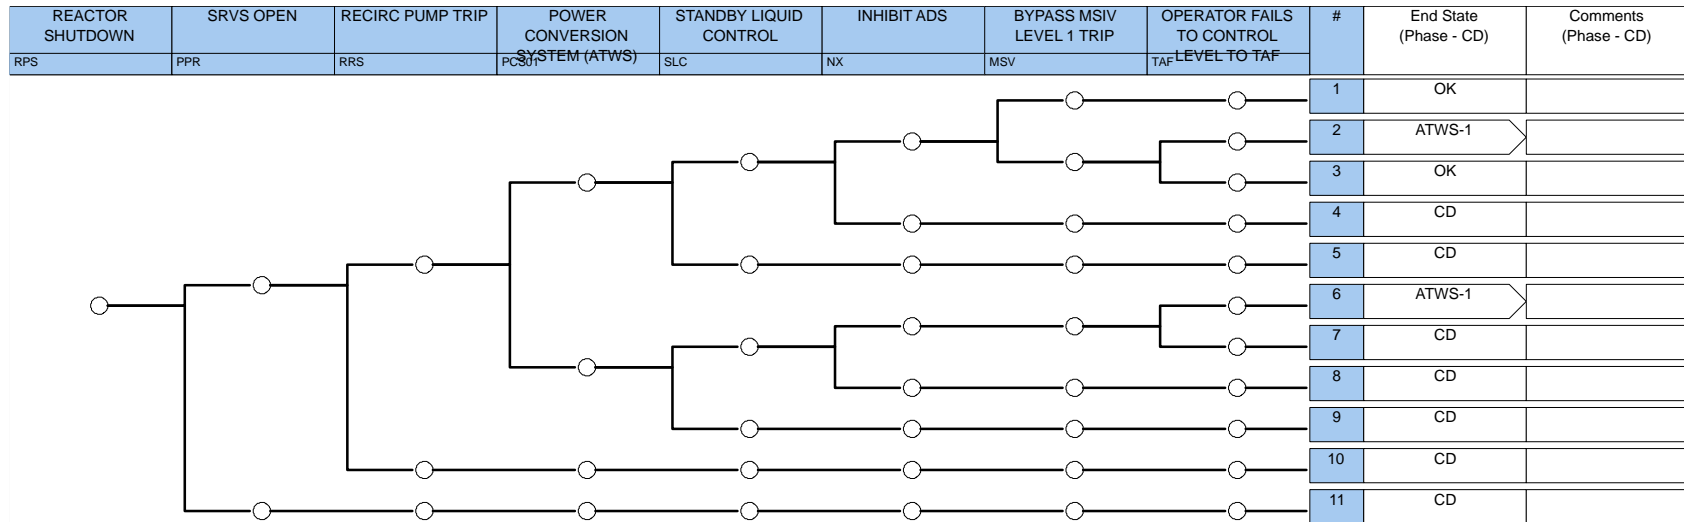 REACTOR
SHUTDOWN
SRVS OPEN
RECIRC PUMP TRIP
POWER
CONVERSION
SYSTEM (ATWS)
STANDBY LIQUID
CONTROL
INHIBIT ADS
BYPASS MSIV
LEVEL 1 TRIP
OPERATOR FAILS
TO CONTROL
LEVEL TO TAF
#
End State
(Phase - CD)
Comments
(Phase - CD)
RPS
PPR
RRS
PCS01
SLC
NX
MSV
TAF
1 OK
2 ATWS-1
3 OK
4 CD
5 CD
6 ATWS-1
7 CD
8 CD
9 CD
10 CD
11 CD